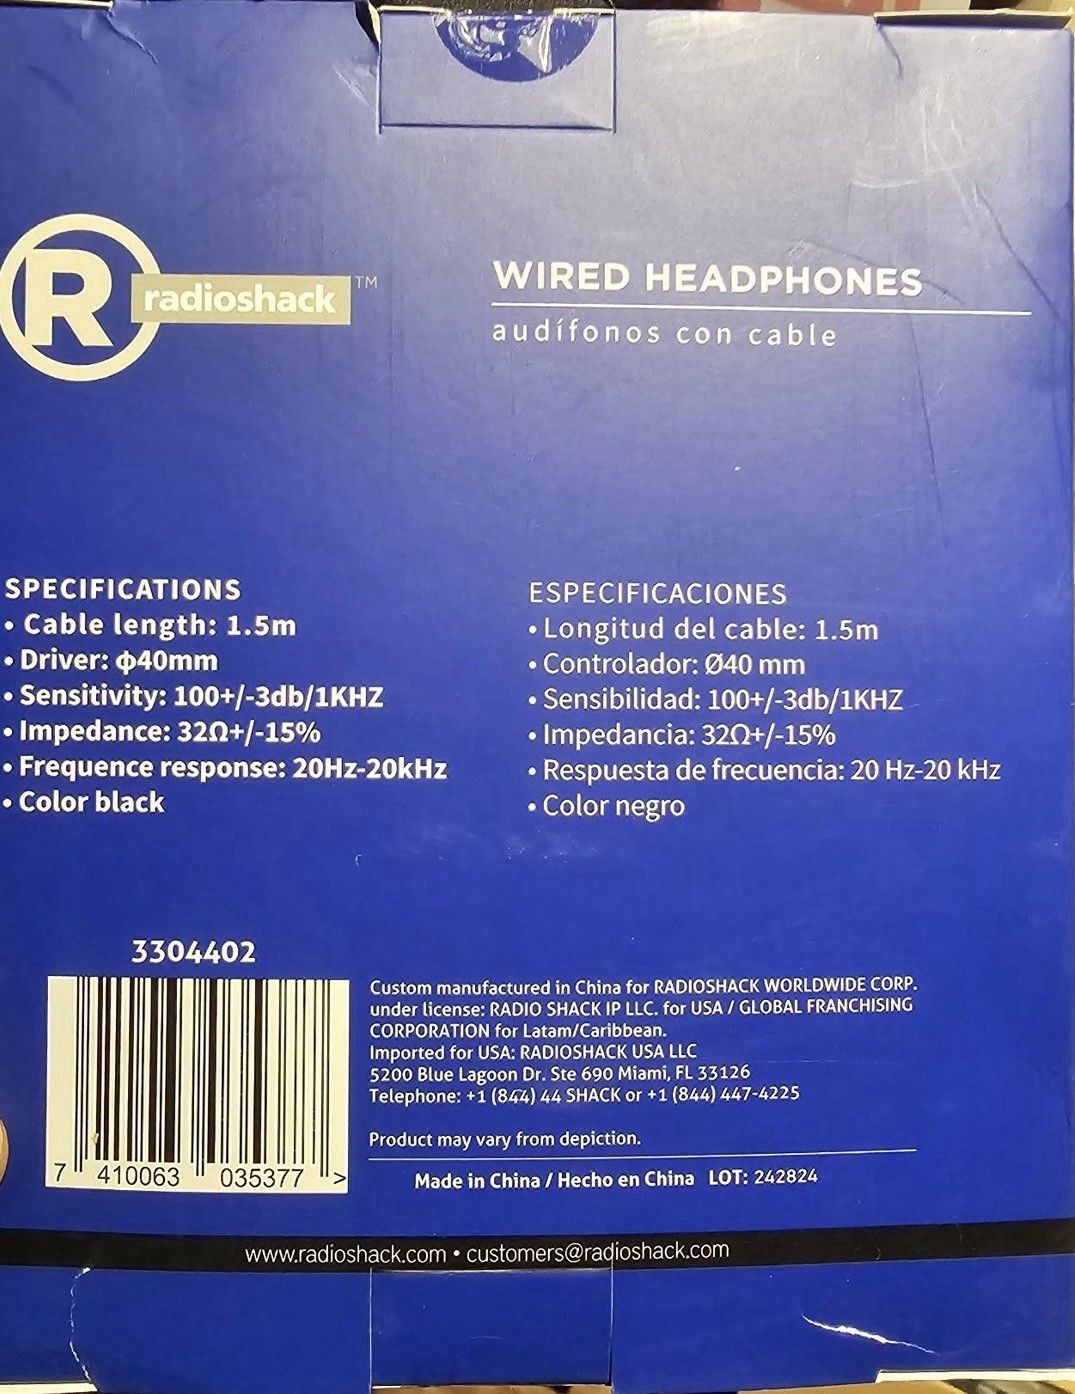 R
radioshack™
WIRED HEADPHONES
audífonos con cable
SPECIFICATIONS
• Cable length: 1.5m
• Driver: ф40mm
• Sensitivity: 100+/-3db/1KHZ
• Impedance: 32Ω+/-15%
• Frequence response: 20Hz-20kHz
• Color black
ESPECIFICACIONES
• Longitud del cable: 1.5m
• Controlador: Ø40 mm
• Sensibilidad: 100+/-3db/1KHZ
• Impedancia: 32Ω+/-15%
• Respuesta de frecuencia: 20 Hz-20 kHz
• Color negro
3304402
7 410063 035377 >
Custom manufactured in China for RADIOSHACK WORLDWIDE CORP.
under license: RADIO SHACK IP LLC. for USA / GLOBAL FRANCHISING
CORPORATION for Latam/Caribbean.
Imported for USA: RADIOSHACK USA LLC
5200 Blue Lagoon Dr. Ste 690 Miami, FL 33126
Telephone: +1 (844) 44 SHACK or +1 (844) 447-4225
Product may vary from depiction.
Made in China / Hecho en China LOT: 242824
www.radioshack.com • customers@radioshack.com